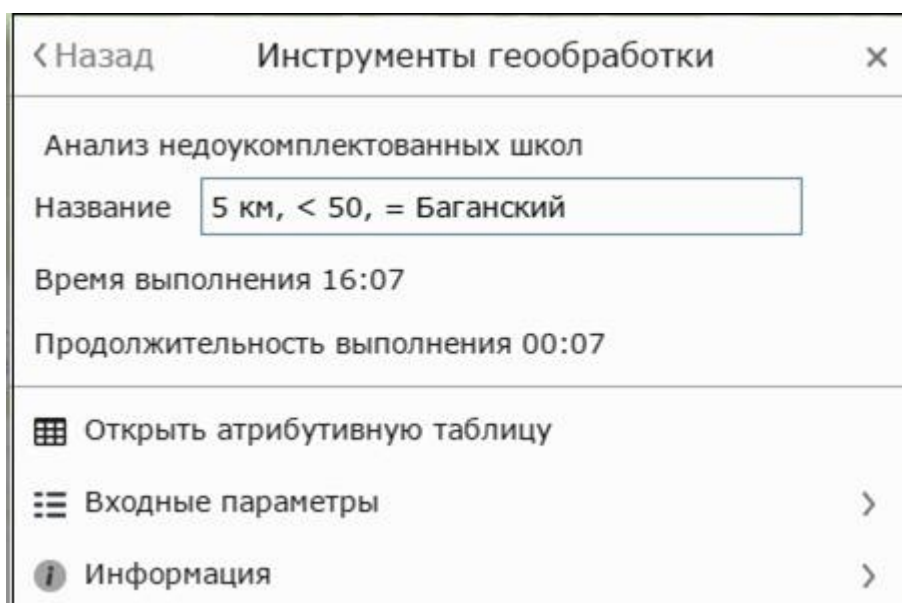 Назад Инструменты геообработки
Анализ недоукомплектованных школ
Название 5 км, < 50, = Баганский
Время выполнения 16:07
Продолжительность выполнения 00:07
Открыть атрибутивную таблицу
Входные параметры
Информация